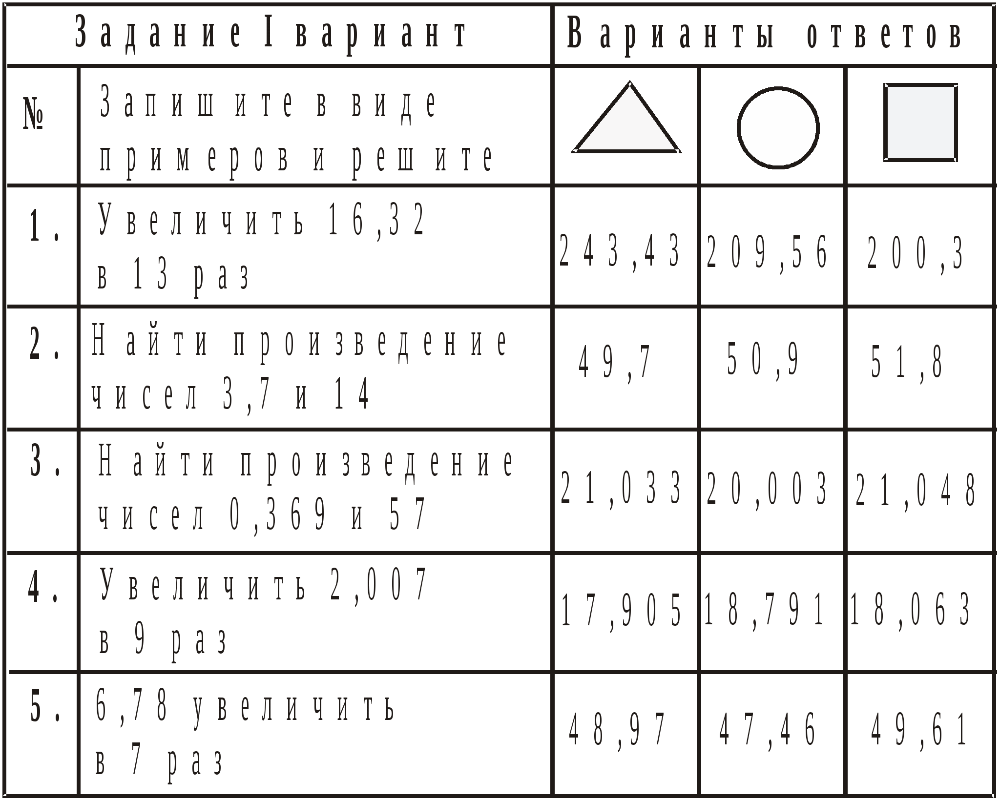 Задание I вариант
Варианты ответов
№
Запишите в виде
примеров и решите
1.
Увеличить 16,32
в 13 раз
243,43
209,56
200,3
2.
Найти произведение
чисел 3,7 и 14
49,7
50,9
51,8
3.
Найти произведение
чисел 0,369 и 57
21,033
20,003
21,048
4.
Увеличить 2,007
в 9 раз
17,905
18,791
18,063
5.
6,78 увеличить
в 7 раз
48,97
47,46
49,61